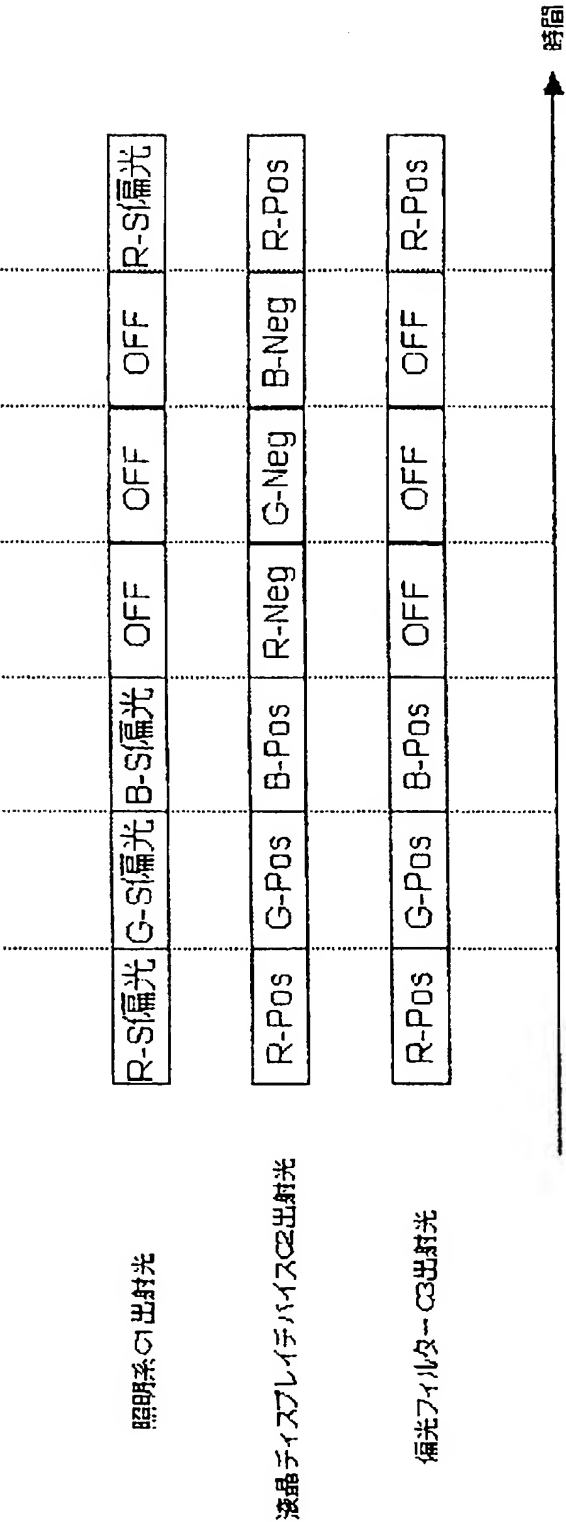 照明系C1出射光
R-S偏光 G-S偏光 B-S偏光 OFF OFF OFF R-S偏光
液晶ディスプレイデバイスC2出射光
R-Pos G-Pos B-Pos R-Neg G-Neg B-Neg R-Pos
偏光フィルターC3出射光
R-Pos G-Pos B-Pos OFF OFF OFF R-Pos
時間